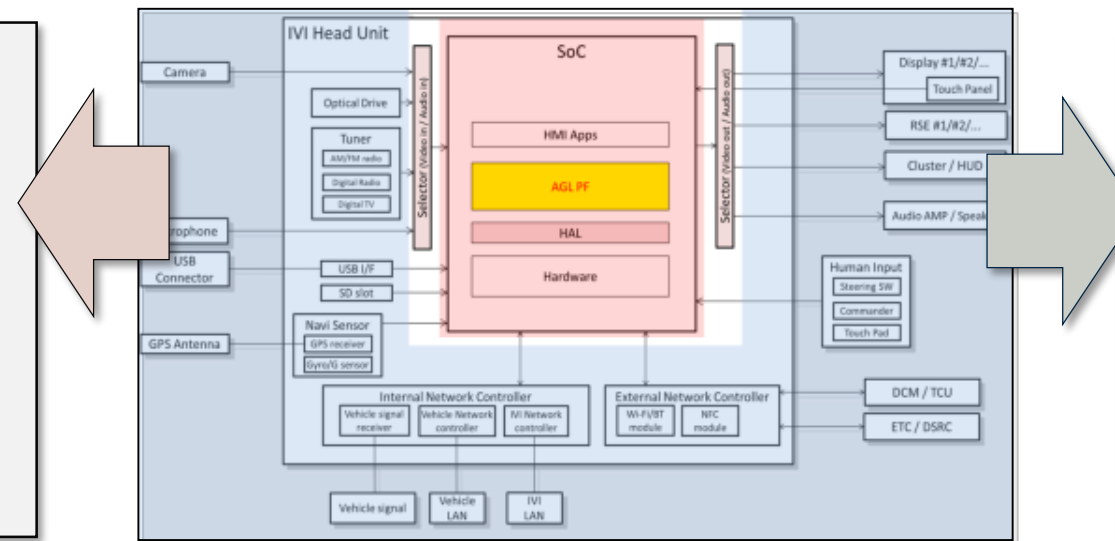 IVI Head Unit
SoC
HMI Apps
AGL PF
HAL
Hardware
Selector (Video in / Audio in)
Selector (Video out / Audio out)
Camera
Optical Drive
Tuner
AM/FM radio
Digital Radio
Digital TV
rophone
USB
Connector
USB I/F
SD slot
Navi Sensor
GPS receiver
Gyro/G sensor
GPS Antenna
Display #1/#2/...
Touch Panel
RSE #1/#2/...
Cluster / HUD
Audio AMP / Speak
Human Input
Steering SW
Commander
Touch Pad
Internal Network Controller
Vehicle signal
receiver
Vehicle Network
controller
IVI Network
controller
External Network Controller
Wi-Fi/BT
module
NFC
module
DCM / TCU
ETC / DSRC
Vehicle signal
Vehicle
LAN
IVI
LAN